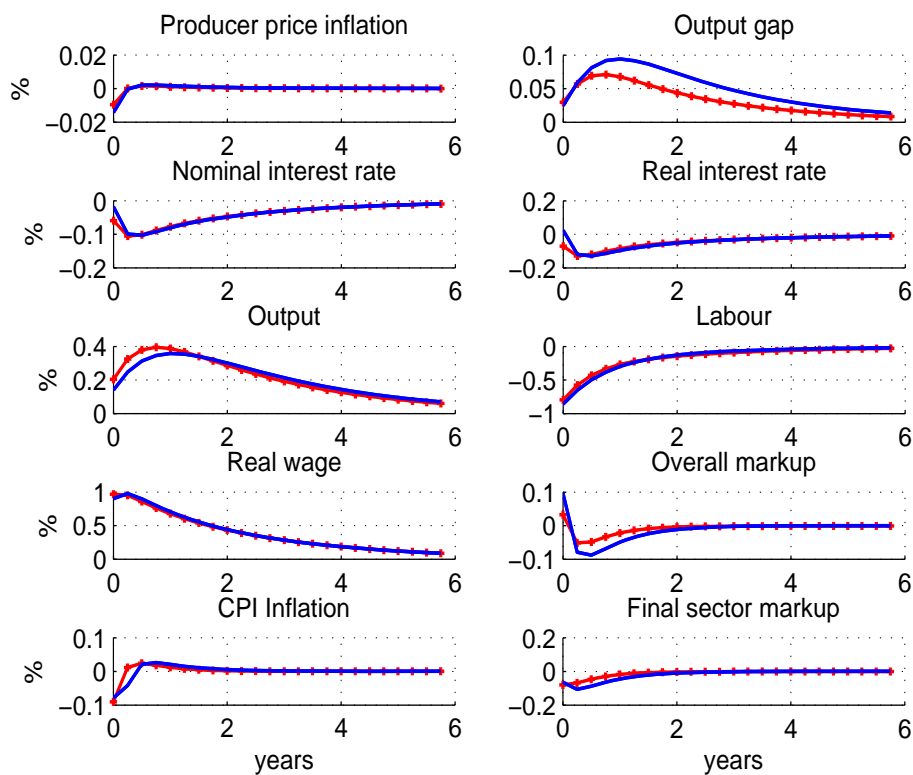 Producer price inflation
0.02
0
−0.02
%
0 2 4 6
Output gap
0.1
0.05
0
0 2 4 6
Nominal interest rate
0
−0.1
−0.2
%
0 2 4 6
Real interest rate
0.2
0
−0.2
0 2 4 6
Output
0.4
0.2
0
%
0 2 4 6
Labour
0
−0.5
−1
0 2 4 6
Real wage
1
0.5
0
%
0 2 4 6
Overall markup
0.1
0
−0.1
0 2 4 6
CPI Inflation
0.1
0
−0.1
%
0 2 4 6
years
Final sector markup
0.2
0
−0.2
0 2 4 6
years